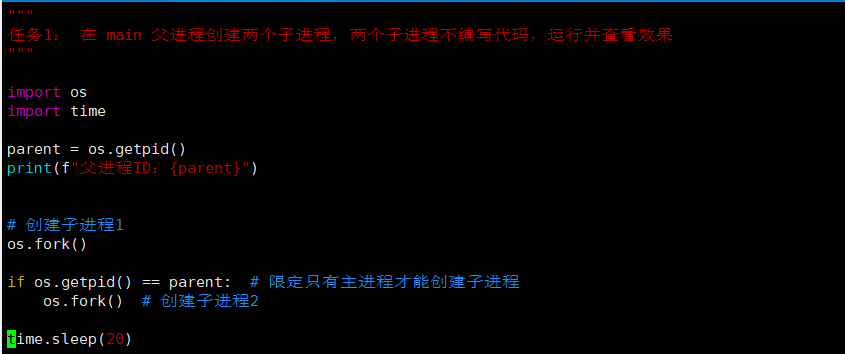 """
任务1： 在 main 父进程创建两个子进程，两个子进程不编写代码，运行并查看效果
"""
import os
import time
parent = os.getpid()
print(f"父进程ID：{parent}")
# 创建子进程1
os.fork()
if os.getpid() == parent:  # 限定只有主进程才能创建子进程
    os.fork()  # 创建子进程2
time.sleep(20)